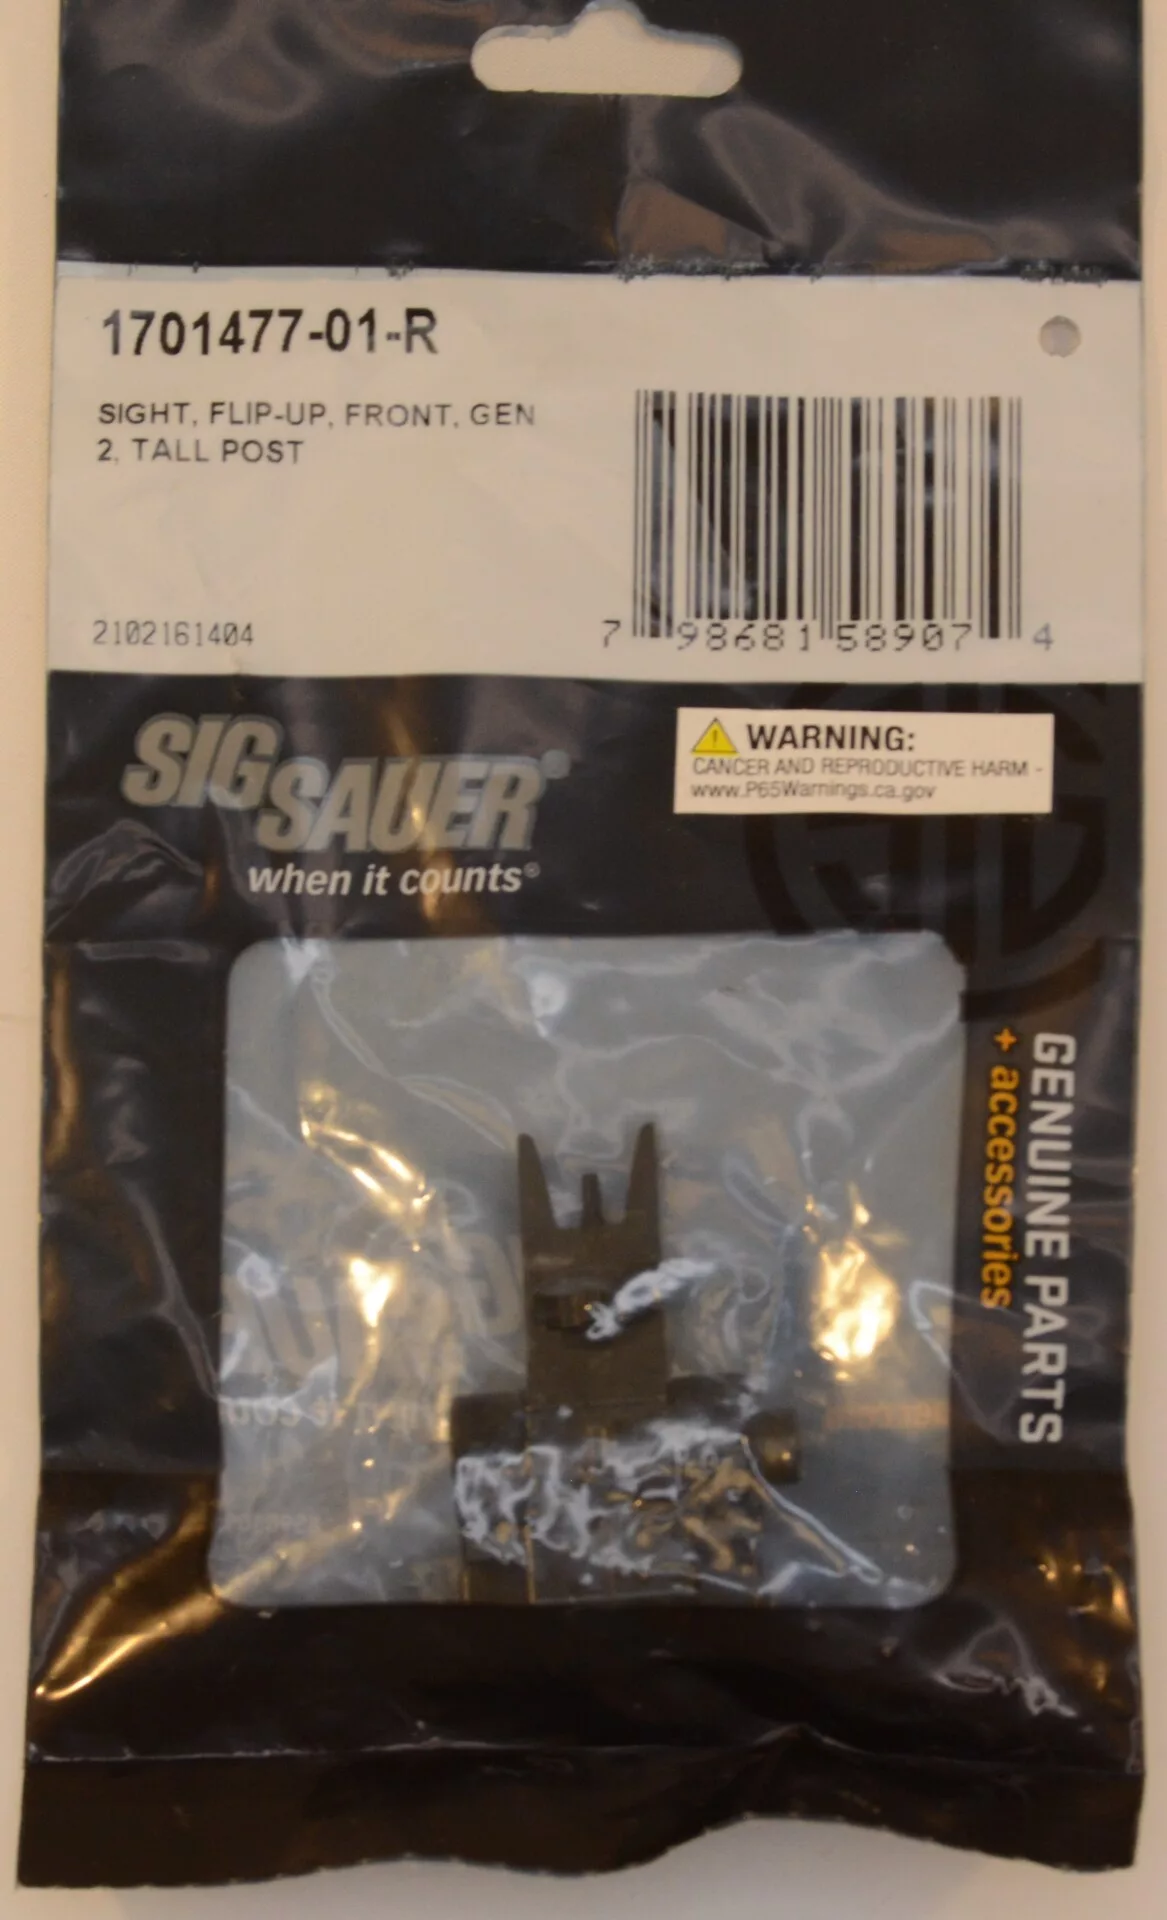 1701477-01-R
SIGHT, FLIP-UP, FRONT, GEN
2, TALL POST
2102161404
7 98681 58907 4
SIG
SAUER®
when it counts®
WARNING:
CANCER AND REPRODUCTIVE HARM -
www.P65Warnings.ca.gov
GENUINE PARTS
+ accessories